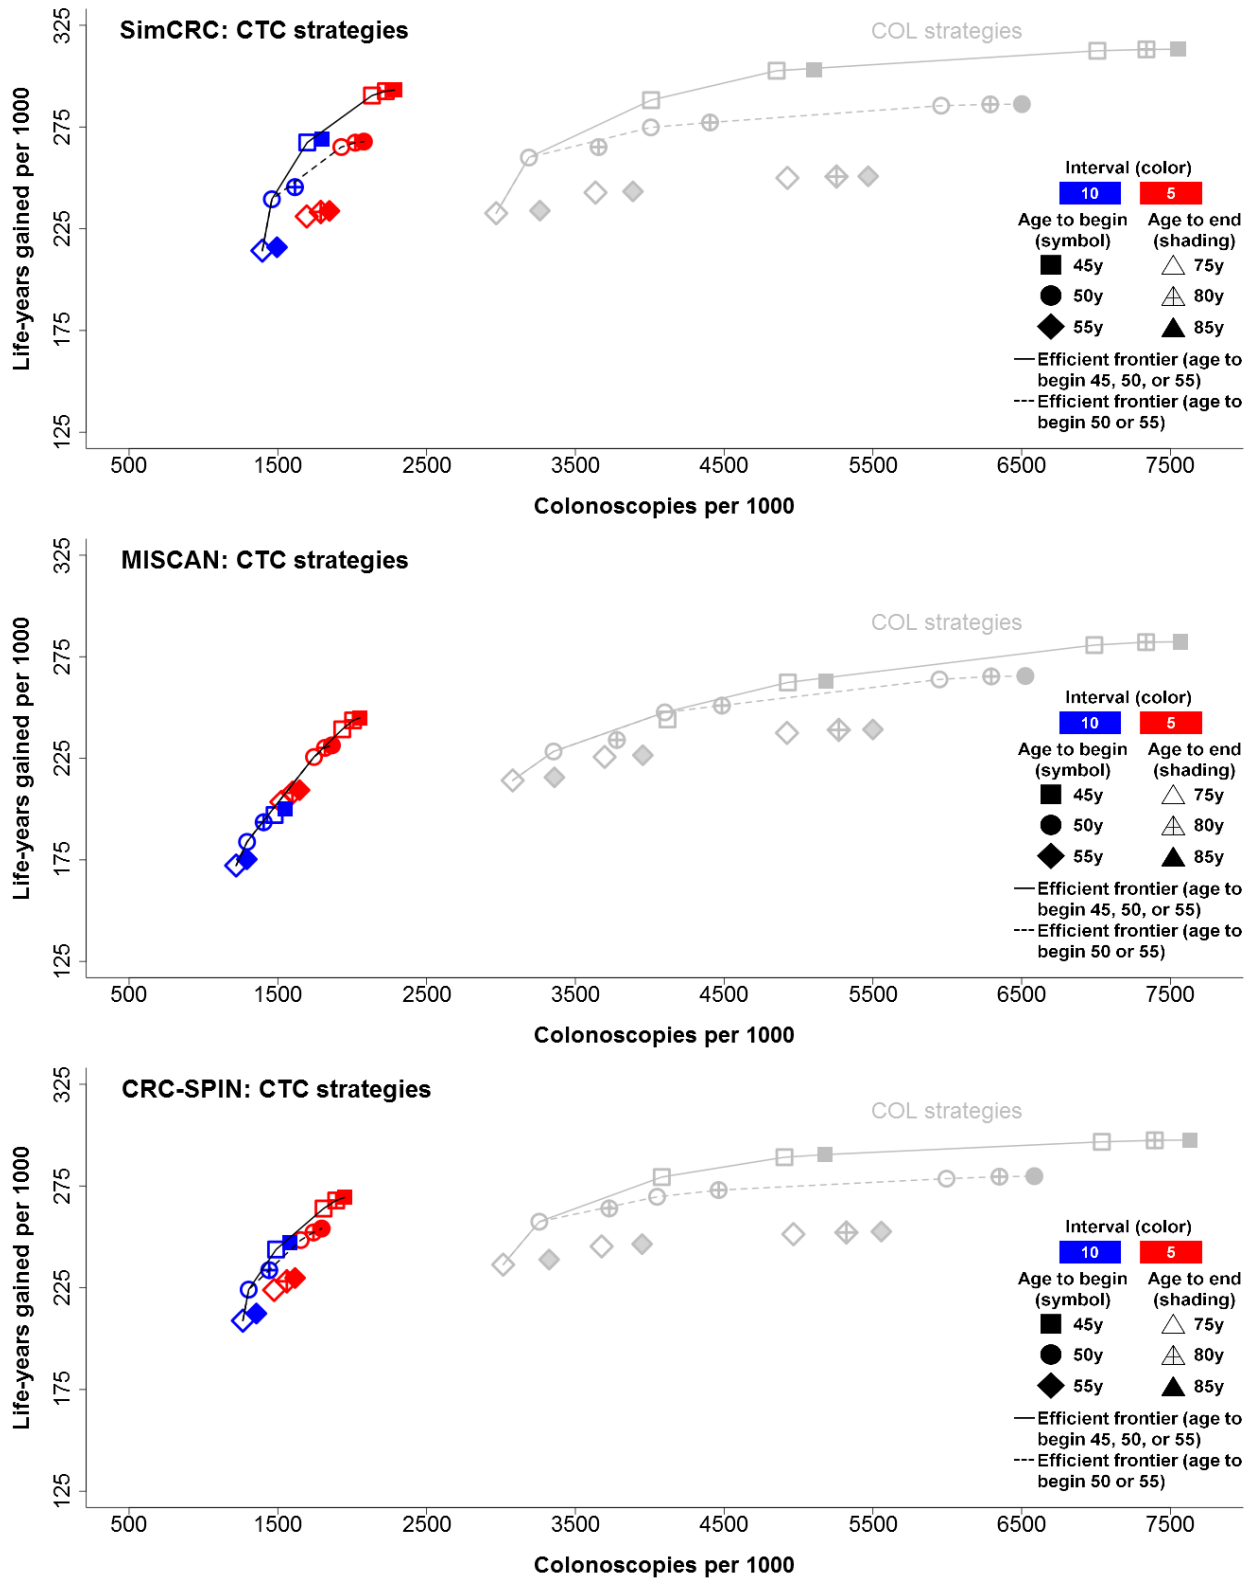 SimCRC: CTC strategies
COL strategies
Life-years gained per 1000
325
275
225
175
125
Interval (color)
10 5
Age to begin Age to end
(symbol) (shading)
45y 75y
50y 80y
55y 85y
Efficient frontier (age to
begin 45, 50, or 55)
Efficient frontier (age to
begin 50 or 55)
500 1500 2500 3500 4500 5500 6500 7500
Colonoscopies per 1000
MISCAN: CTC strategies
COL strategies
Life-years gained per 1000
325
275
225
175
125
Interval (color)
10 5
Age to begin Age to end
(symbol) (shading)
45y 75y
50y 80y
55y 85y
Efficient frontier (age to
begin 45, 50, or 55)
Efficient frontier (age to
begin 50 or 55)
500 1500 2500 3500 4500 5500 6500 7500
Colonoscopies per 1000
CRC-SPIN: CTC strategies
COL strategies
Life-years gained per 1000
325
275
225
175
125
Interval (color)
10 5
Age to begin Age to end
(symbol) (shading)
45y 75y
50y 80y
55y 85y
Efficient frontier (age to
begin 45, 50, or 55)
Efficient frontier (age to
begin 50 or 55)
500 1500 2500 3500 4500 5500 6500 7500
Colonoscopies per 1000